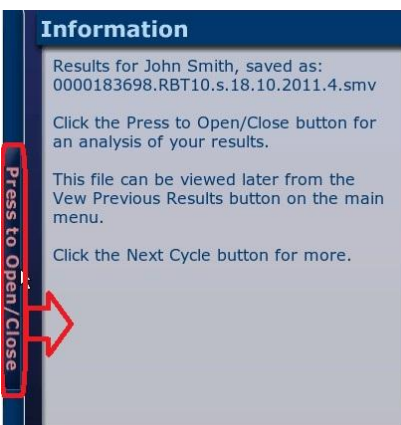 Information
Results for John Smith, saved as:
0000183698.RBT10.s.18.10.2011.4.smv
Click the Press to Open/Close button for
an analysis of your results.
This file can be viewed later from the
Vew Previous Results button on the main
menu.
Click the Next Cycle button for more.
Press to Open/Close